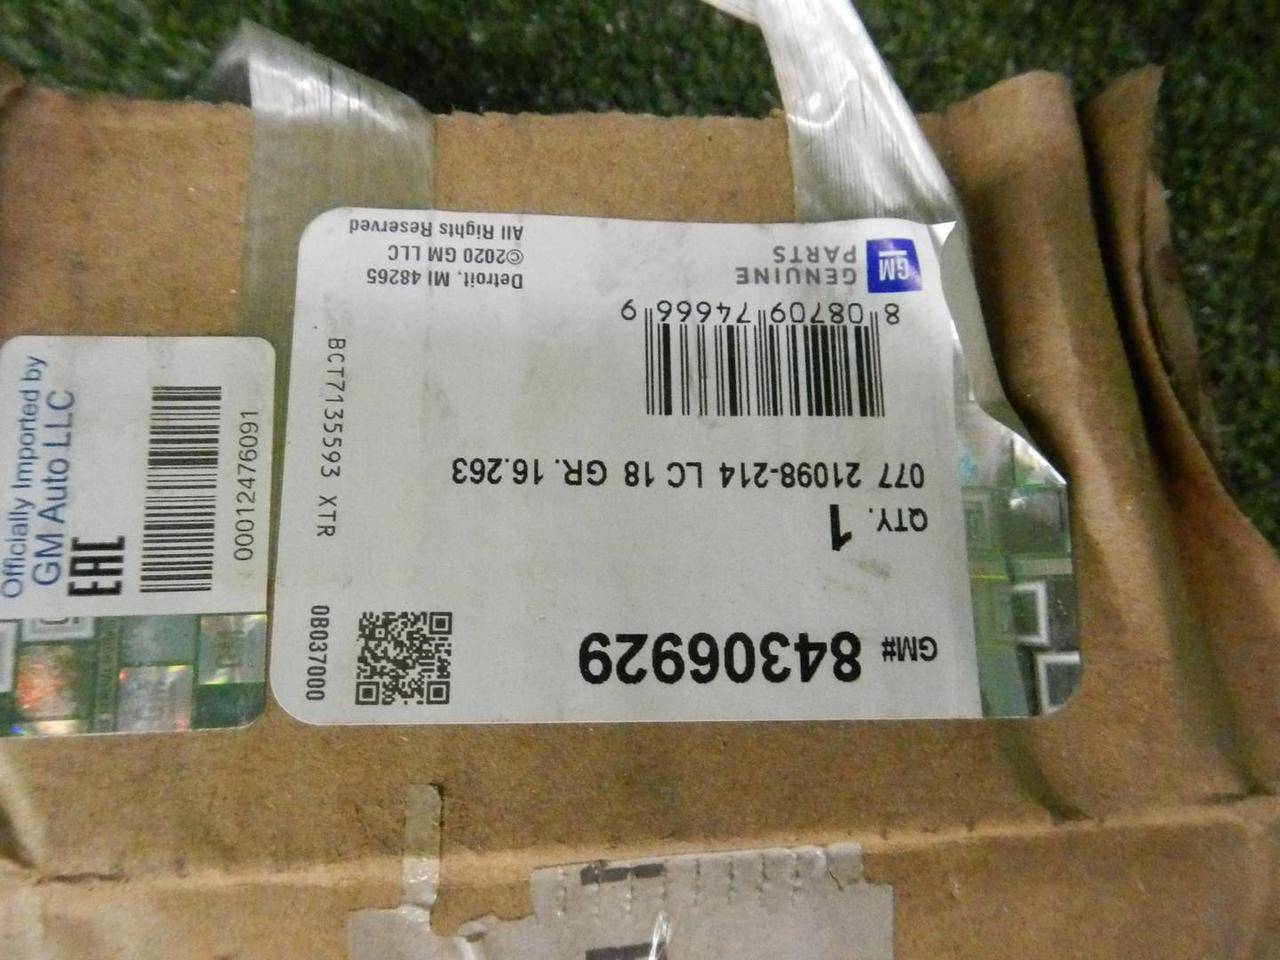 GM# 84306929
QTY. 1
077 21098-214 LC 18 GR. 16.263
8 08709 74666 9
GM
GENUINE
PARTS
Detroit, MI 48265
©2020 GM LLC
All Rights Reserved
0B037000
BCT7135593 XTR
Officially Imported by
GM Auto LLC
EAC
00012476091